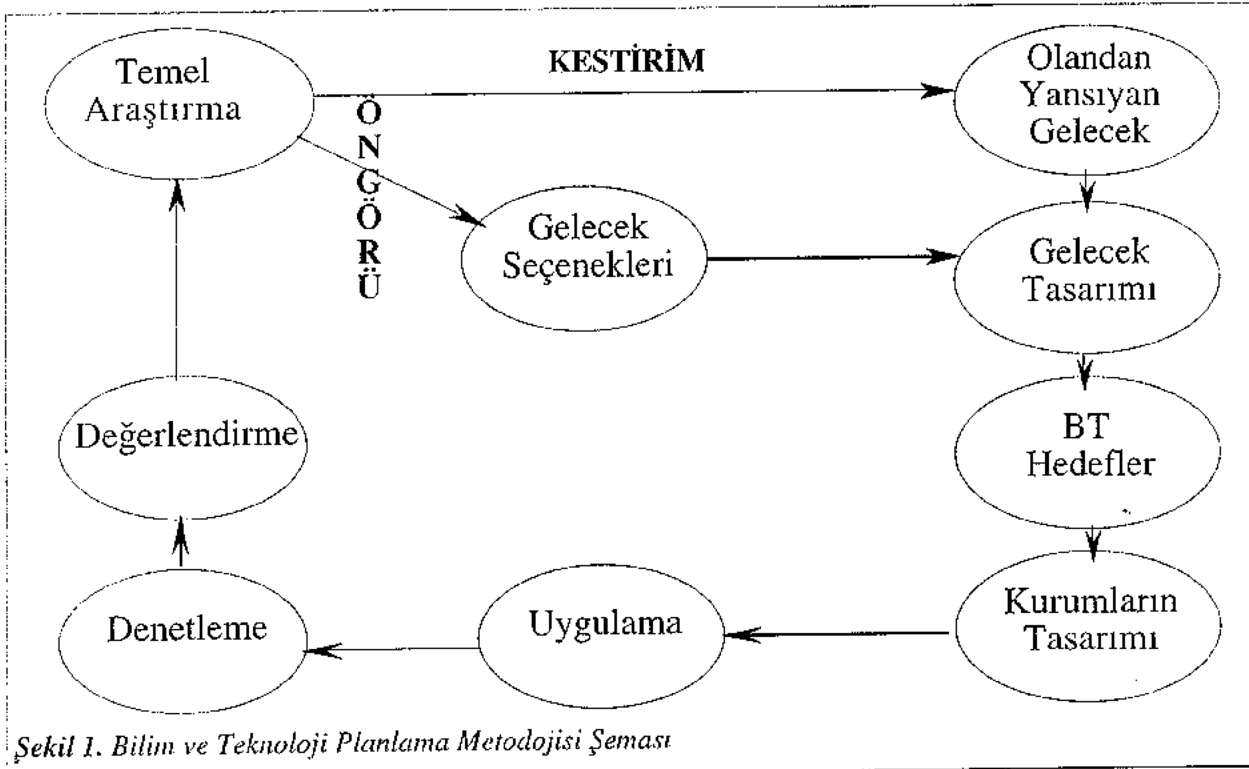 Temel
Araştırma
KESTİRİM
Olandan
Yansıyan
Gelecek
ÖNGÖRÜ
Gelecek
Seçenekleri
Gelecek
Tasarımı
Değerlendirme
BT
Hedefler
Denetleme
Uygulama
Kurumların
Tasarımı
Şekil 1. Bilim ve Teknoloji Planlama Metodojisi Şeması